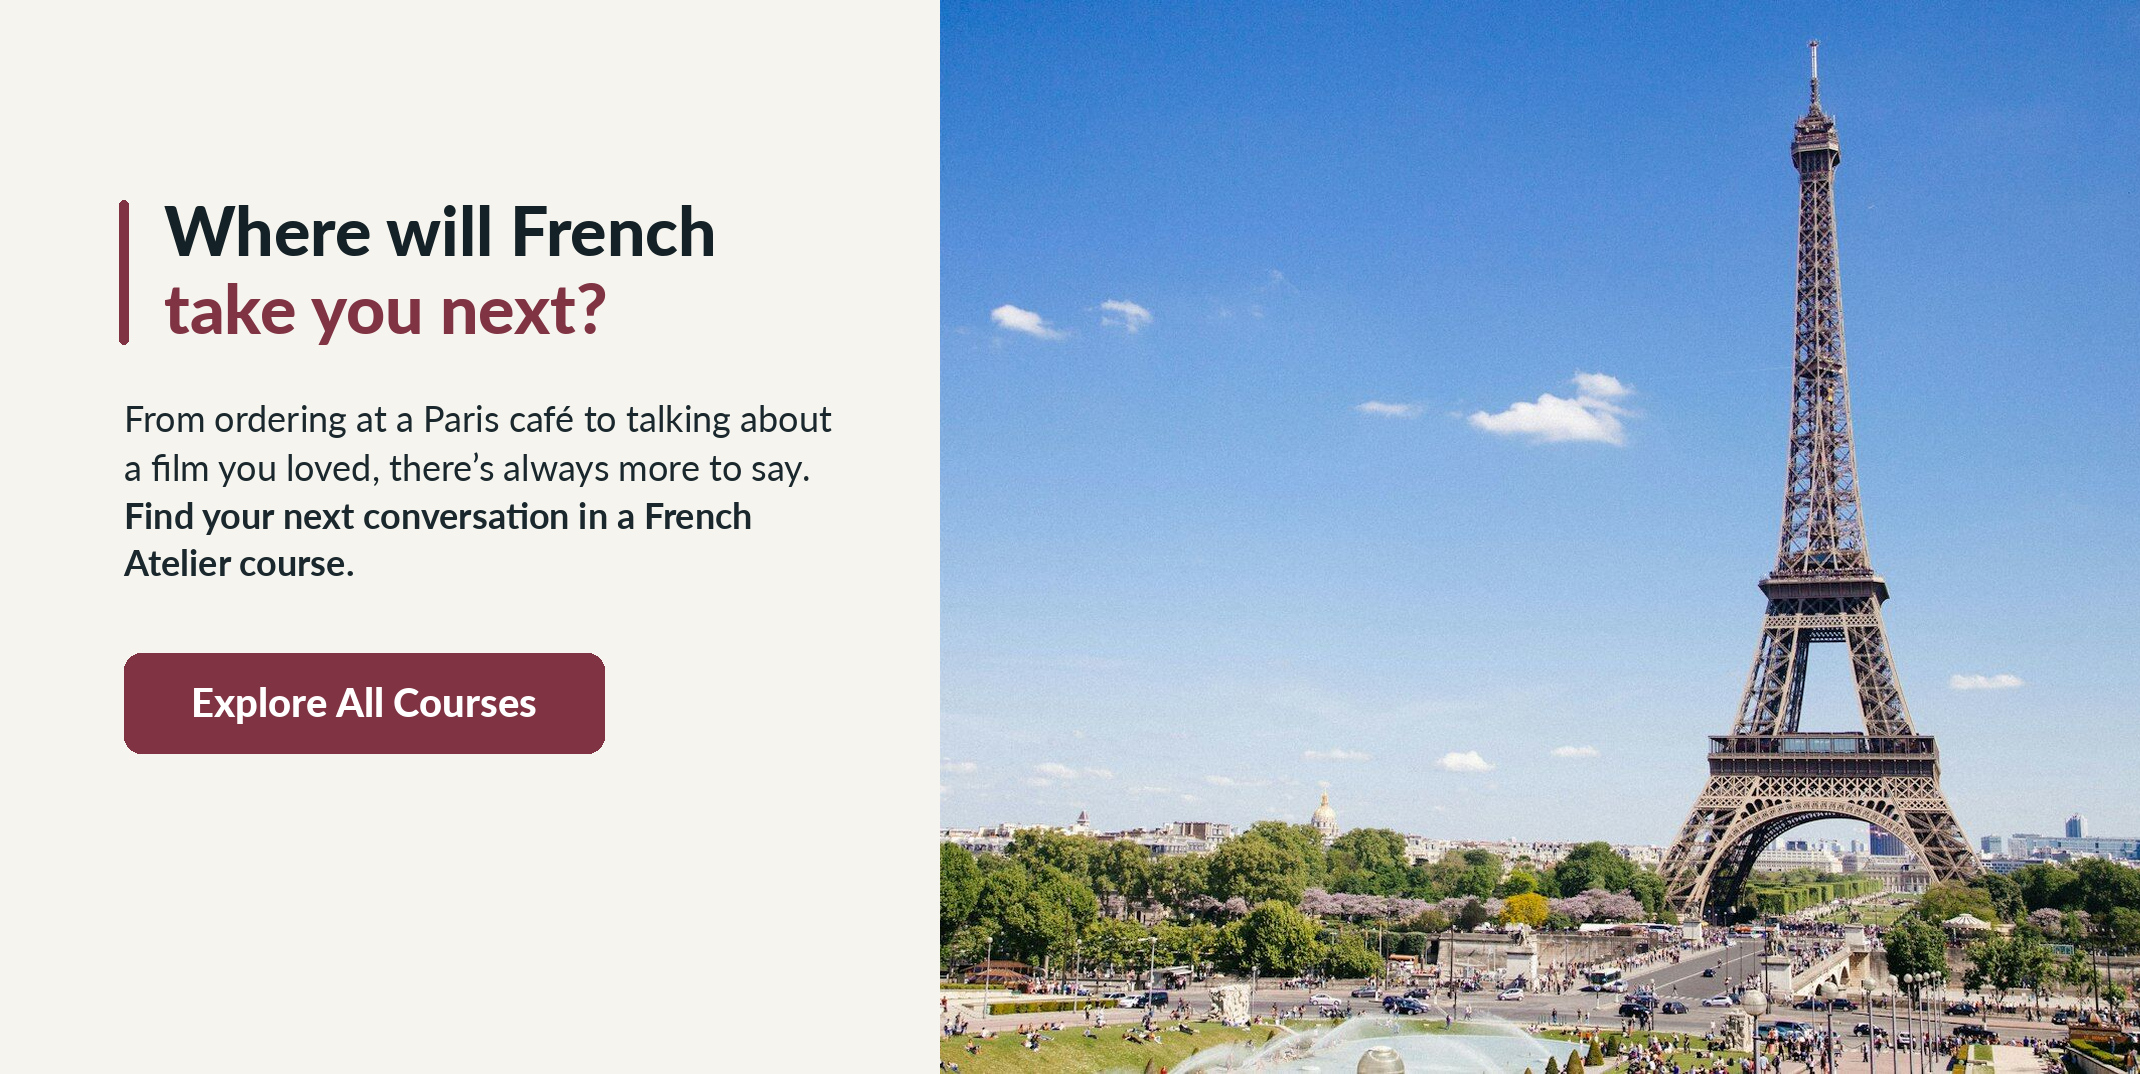 Where will French
take you next?
From ordering at a Paris café to talking about
a film you loved, there’s always more to say.
Find your next conversation in a French
Atelier course.
Explore All Courses